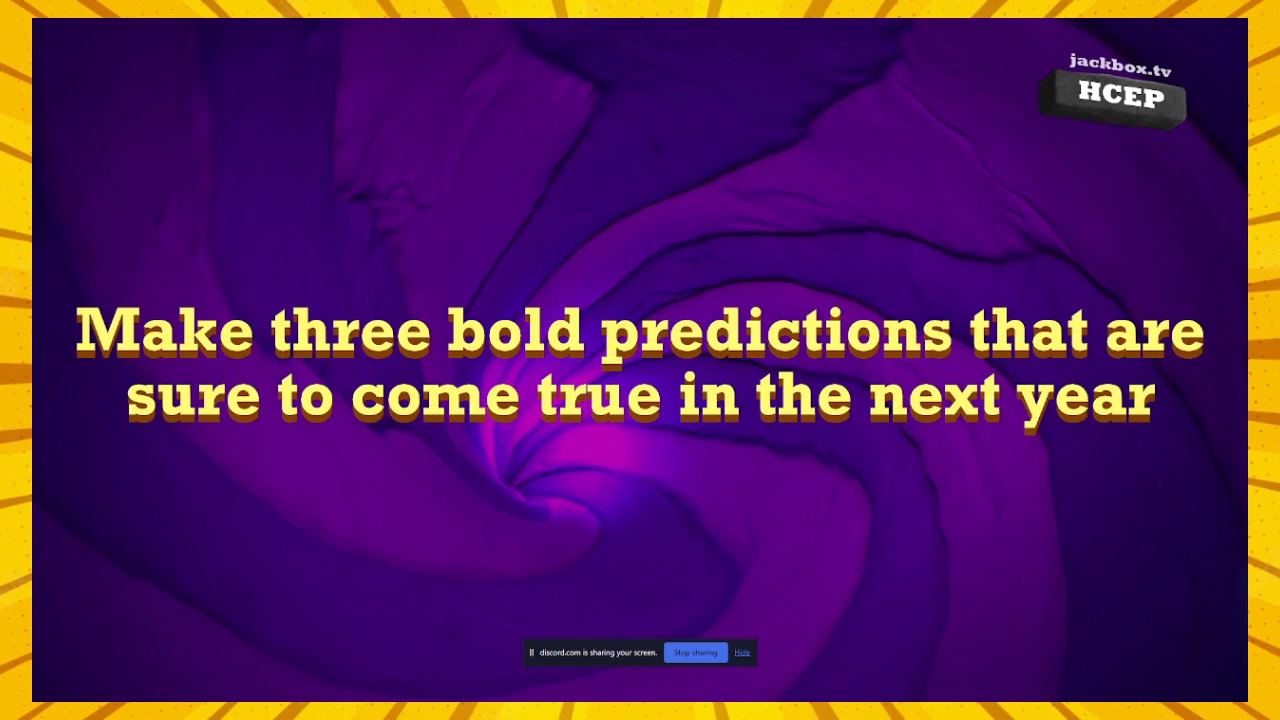 jackbox.tv
HCEP
Make three bold predictions that are
sure to come true in the next year
discord.com is sharing your screen. Stop sharing Hide